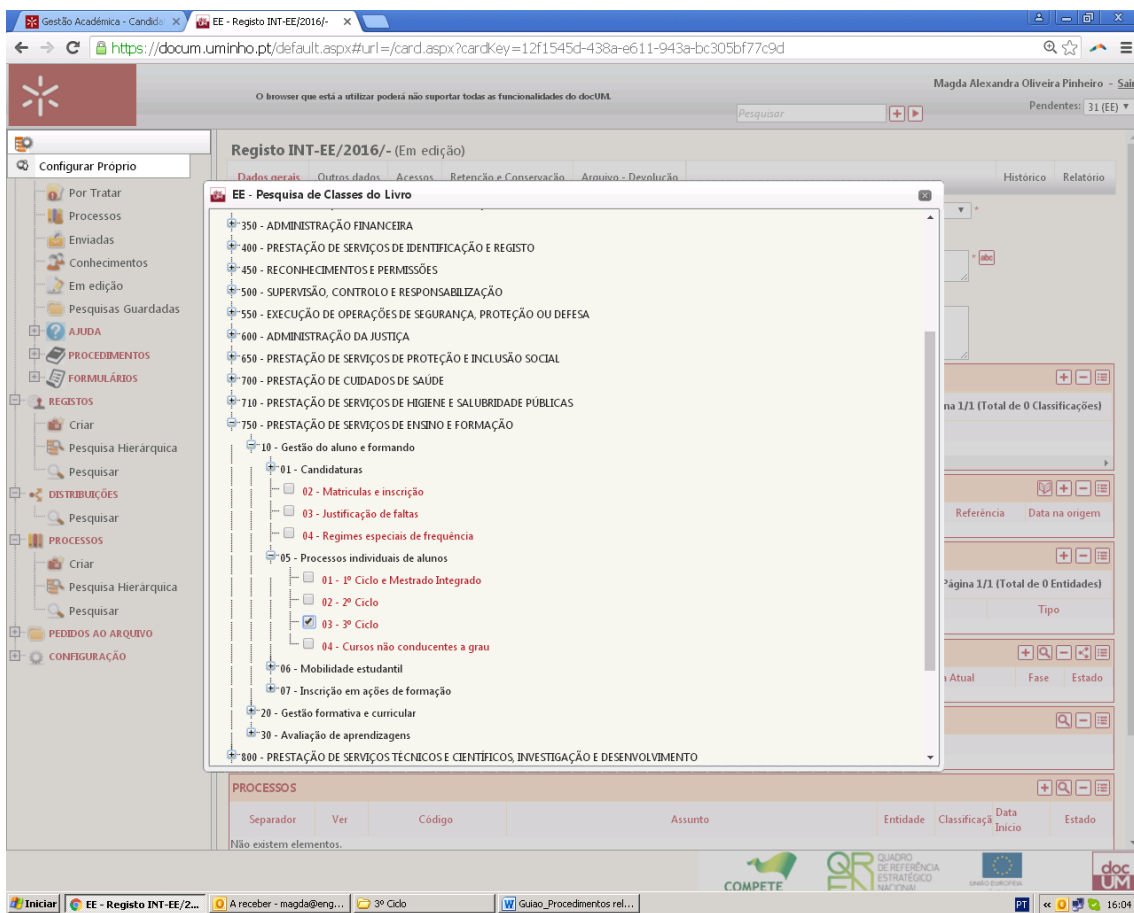 Gestão Académica - Candida
EE - Registo INT-EE/2016/-
https://docum.uminho.pt/default.aspx#url=/card.aspx?cardKey=12f1545d-438a-e611-943a-bc305bf77c9d
O browser que está a utilizar poderá não suportar todas as funcionalidades do docUM.
Magda Alexandra Oliveira Pinheiro - Sair
Pesquisar
Pendentes: 31 (EE)
Configurar Próprio
Por Tratar
Processos
Enviadas
Conhecimentos
Em edição
Pesquisas Guardadas
AJUDA
PROCEDIMENTOS
FORMULÁRIOS
REGISTOS
Criar
Pesquisa Hierárquica
Pesquisar
DISTRIBUIÇÕES
Pesquisar
PROCESSOS
Criar
Pesquisa Hierárquica
Pesquisar
PEDIDOS AO ARQUIVO
CONFIGURAÇÃO
Registo INT-EE/2016/- (Em edição)
Dados gerais Outros dados Acessos Retenção e Conservação Arquivo - Devolução Histórico Relatório
EE - Pesquisa de Classes do Livro
350 - ADMINISTRAÇÃO FINANCEIRA
400 - PRESTAÇÃO DE SERVIÇOS DE IDENTIFICAÇÃO E REGISTO
450 - RECONHECIMENTOS E PERMISSÕES
500 - SUPERVISÃO, CONTROLO E RESPONSABILIZAÇÃO
550 - EXECUÇÃO DE OPERAÇÕES DE SEGURANÇA, PROTEÇÃO OU DEFESA
600 - ADMINISTRAÇÃO DA JUSTIÇA
650 - PRESTAÇÃO DE SERVIÇOS DE PROTEÇÃO E INCLUSÃO SOCIAL
700 - PRESTAÇÃO DE CUIDADOS DE SAÚDE
710 - PRESTAÇÃO DE SERVIÇOS DE HIGIENE E SALUBRIDADE PÚBLICAS
750 - PRESTAÇÃO DE SERVIÇOS DE ENSINO E FORMAÇÃO
10 - Gestão do aluno e formando
01 - Candidaturas
02 - Matriculas e inscrição
03 - Justificação de faltas
04 - Regimes especiais de frequência
05 - Processos individuais de alunos
01 - 1º Ciclo e Mestrado Integrado
02 - 2º Ciclo
03 - 3º Ciclo
04 - Cursos não conducentes a grau
06 - Mobilidade estudantil
07 - Inscrição em ações de formação
20 - Gestão formativa e curricular
30 - Avaliação de aprendizagens
800 - PRESTAÇÃO DE SERVIÇOS TÉCNICOS E CIENTÍFICOS, INVESTIGAÇÃO E DESENVOLVIMENTO
* abc
na 1/1 (Total de 0 Classificações)
Referência Data na origem
Página 1/1 (Total de 0 Entidades)
Tipo
Atual Fase Estado
PROCESSOS
Separador Ver Código Assunto Entidade Classificaçã Data Início Estado
Não existem elementos.
COMPETE
QR
QUADRO
DE REFERÊNCIA
ESTRATÉGICO
NACIONAL
UNIÃO EUROPEIA
doc
UM
Iniciar
EE - Registo INT-EE/2...
A receber - magda@eng...
3º Ciclo
Guiao_Procedimentos rel...
PT
16:04